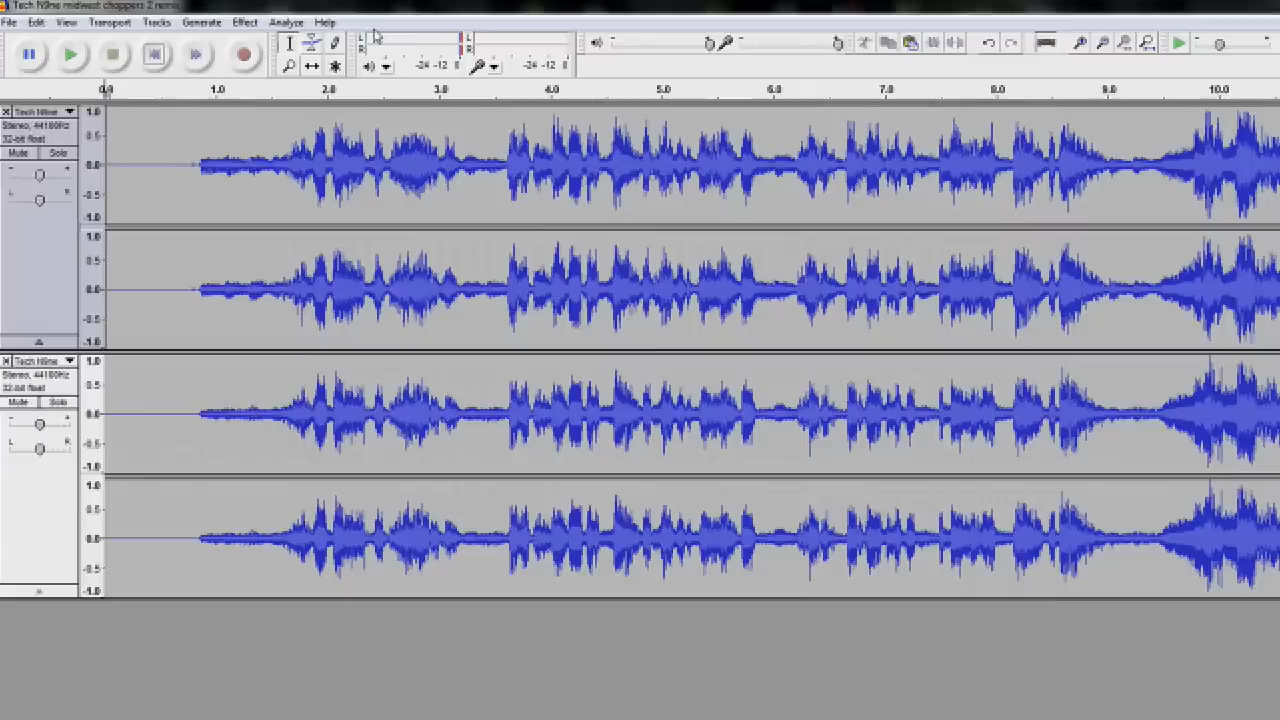 Tech N9ne midwest choppers 2 remix
File Edit View Transport Tracks Generate Effect Analyze Help
L R L R
-24 -12 0 -24 -12 0
0.0 1.0 2.0 3.0 4.0 5.0 6.0 7.0 8.0 9.0 10.0
Tech N9ne
Stereo, 44100Hz
32-bit float
Mute Solo
- +
L R
1.0
0.5
0.0
-0.5
-1.0
1.0
0.5
0.0
-0.5
-1.0
Tech N9ne
Stereo, 44100Hz
32-bit float
Mute Solo
- +
L R
1.0
0.5
0.0
-0.5
-1.0
1.0
0.5
0.0
-0.5
-1.0